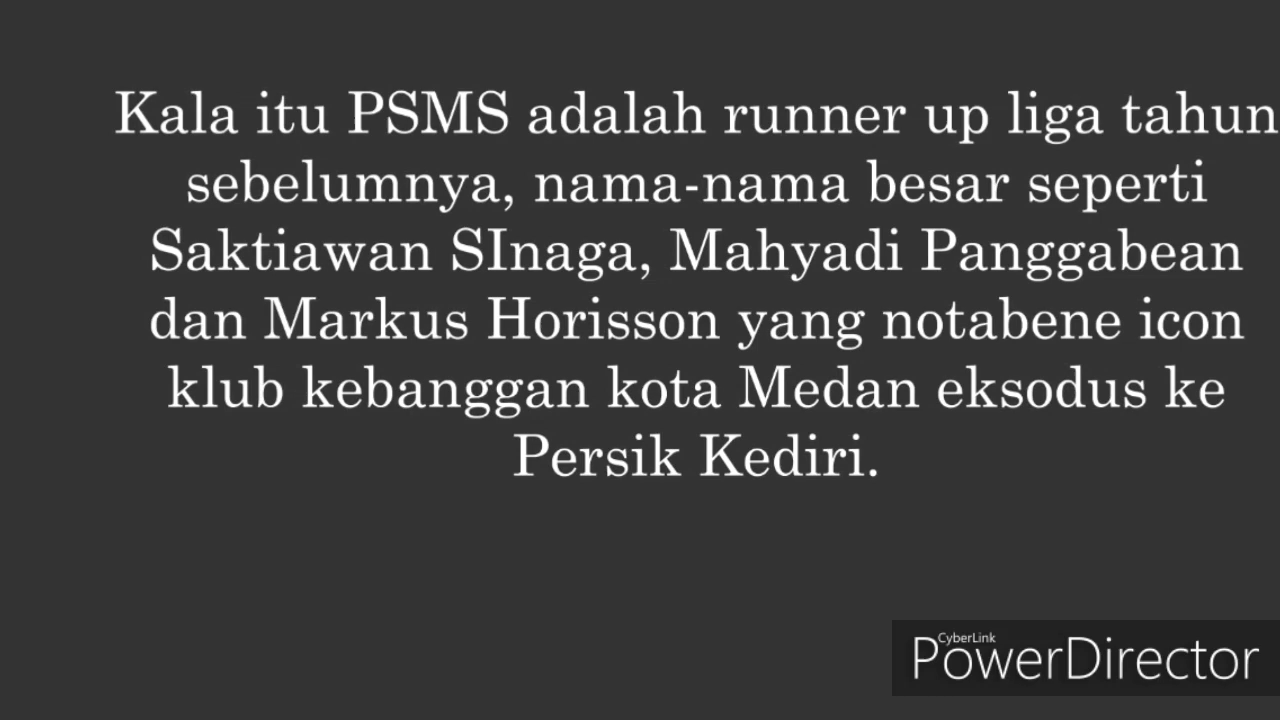 Kala itu PSMS adalah runner up liga tahun
sebelumnya, nama-nama besar seperti
Saktiawan SInaga, Mahyadi Panggabean
dan Markus Horisson yang notabene icon
klub kebanggan kota Medan eksodus ke
Persik Kediri.
CyberLink
PowerDirector